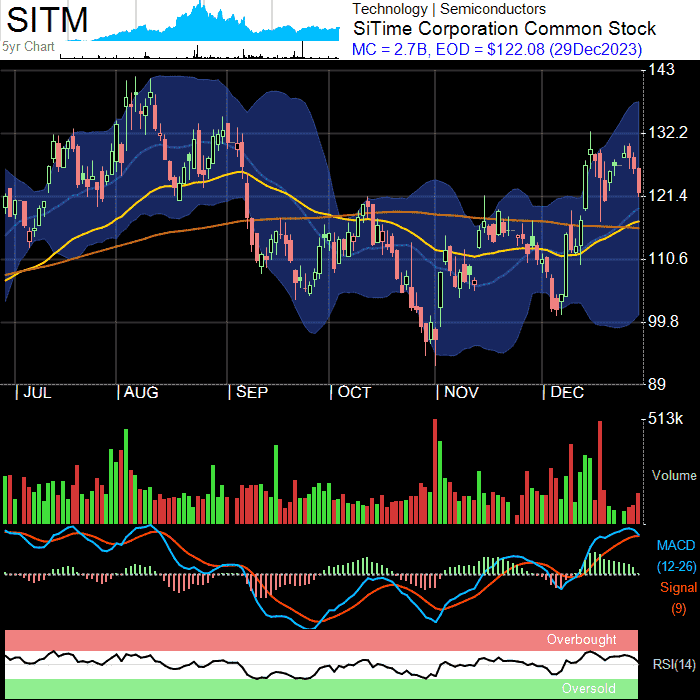 SITM
5yr Chart
Technology | Semiconductors
SiTime Corporation Common Stock
MC = 2.7B, EOD = $122.08 (29Dec2023)
143
132.2
121.4
110.6
99.8
89
JUL AUG SEP OCT NOV DEC
513k
Volume
MACD
(12-26)
Signal
(9)
Overbought
RSI(14)
Oversold